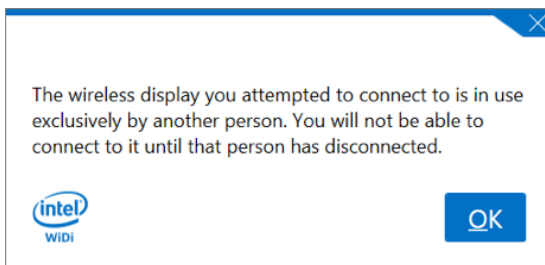 The wireless display you attempted to connect to is in use
exclusively by another person. You will not be able to
connect to it until that person has disconnected.
intel
WiDi
OK